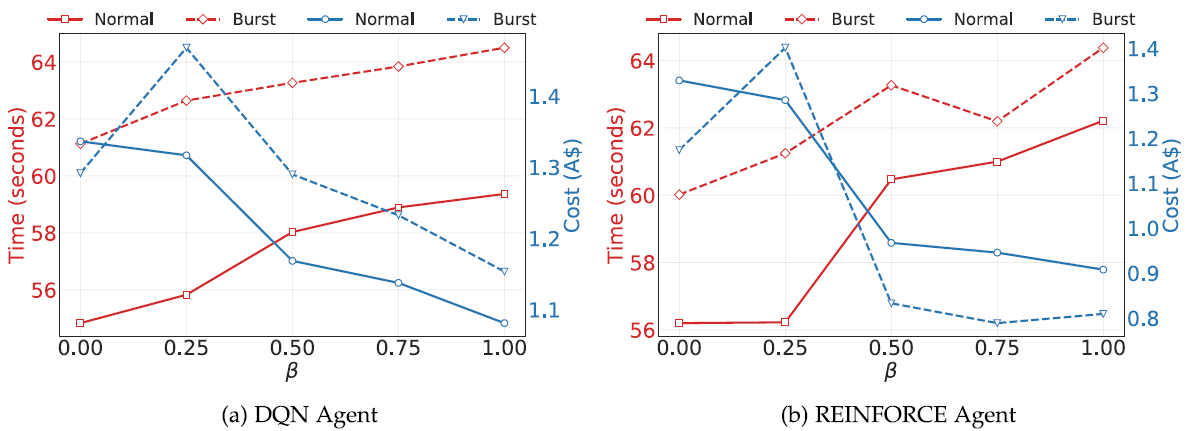 Normal Burst Normal Burst
64
62
60
58
56
Time (seconds)
1.4
1.3
1.2
1.1
Cost (A$)
0.00 0.25 0.50 0.75 1.00
β
(a) DQN Agent
Normal Burst Normal Burst
64
62
60
58
56
Time (seconds)
1.4
1.3
1.2
1.1
1.0
0.9
0.8
Cost (A$)
0.00 0.25 0.50 0.75 1.00
β
(b) REINFORCE Agent